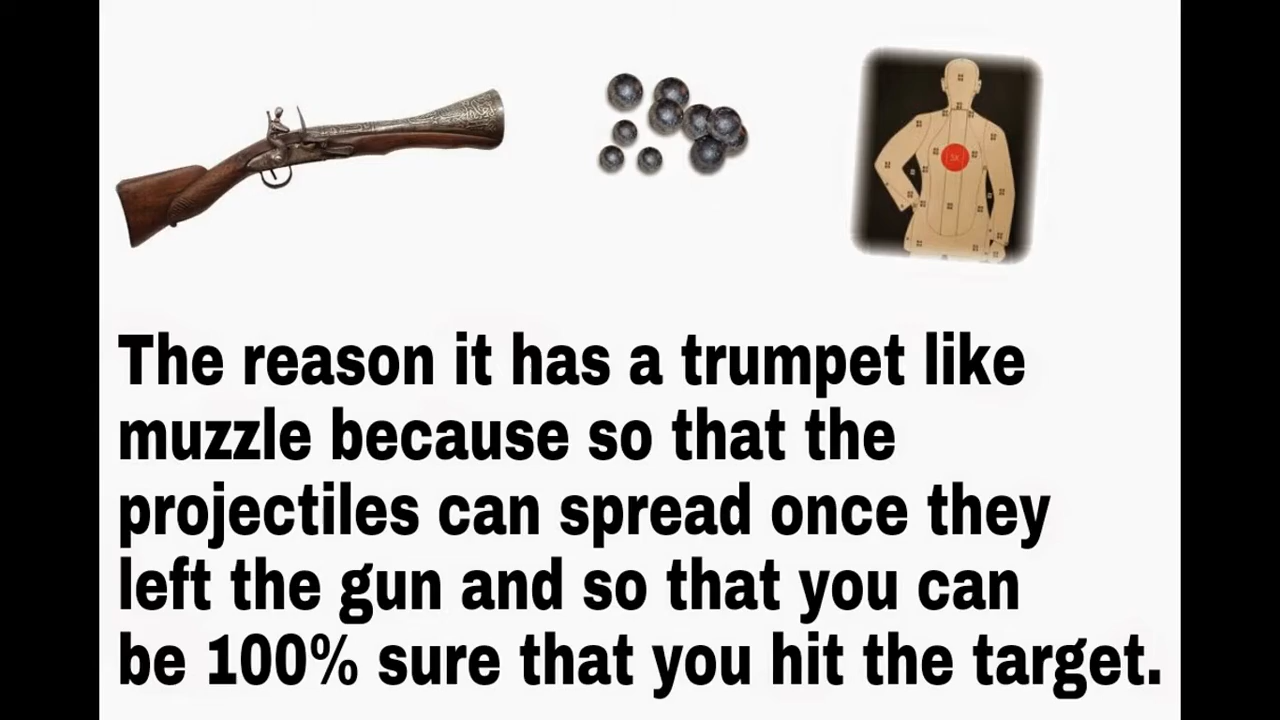 The reason it has a trumpet like
muzzle because so that the
projectiles can spread once they
left the gun and so that you can
be 100% sure that you hit the target.